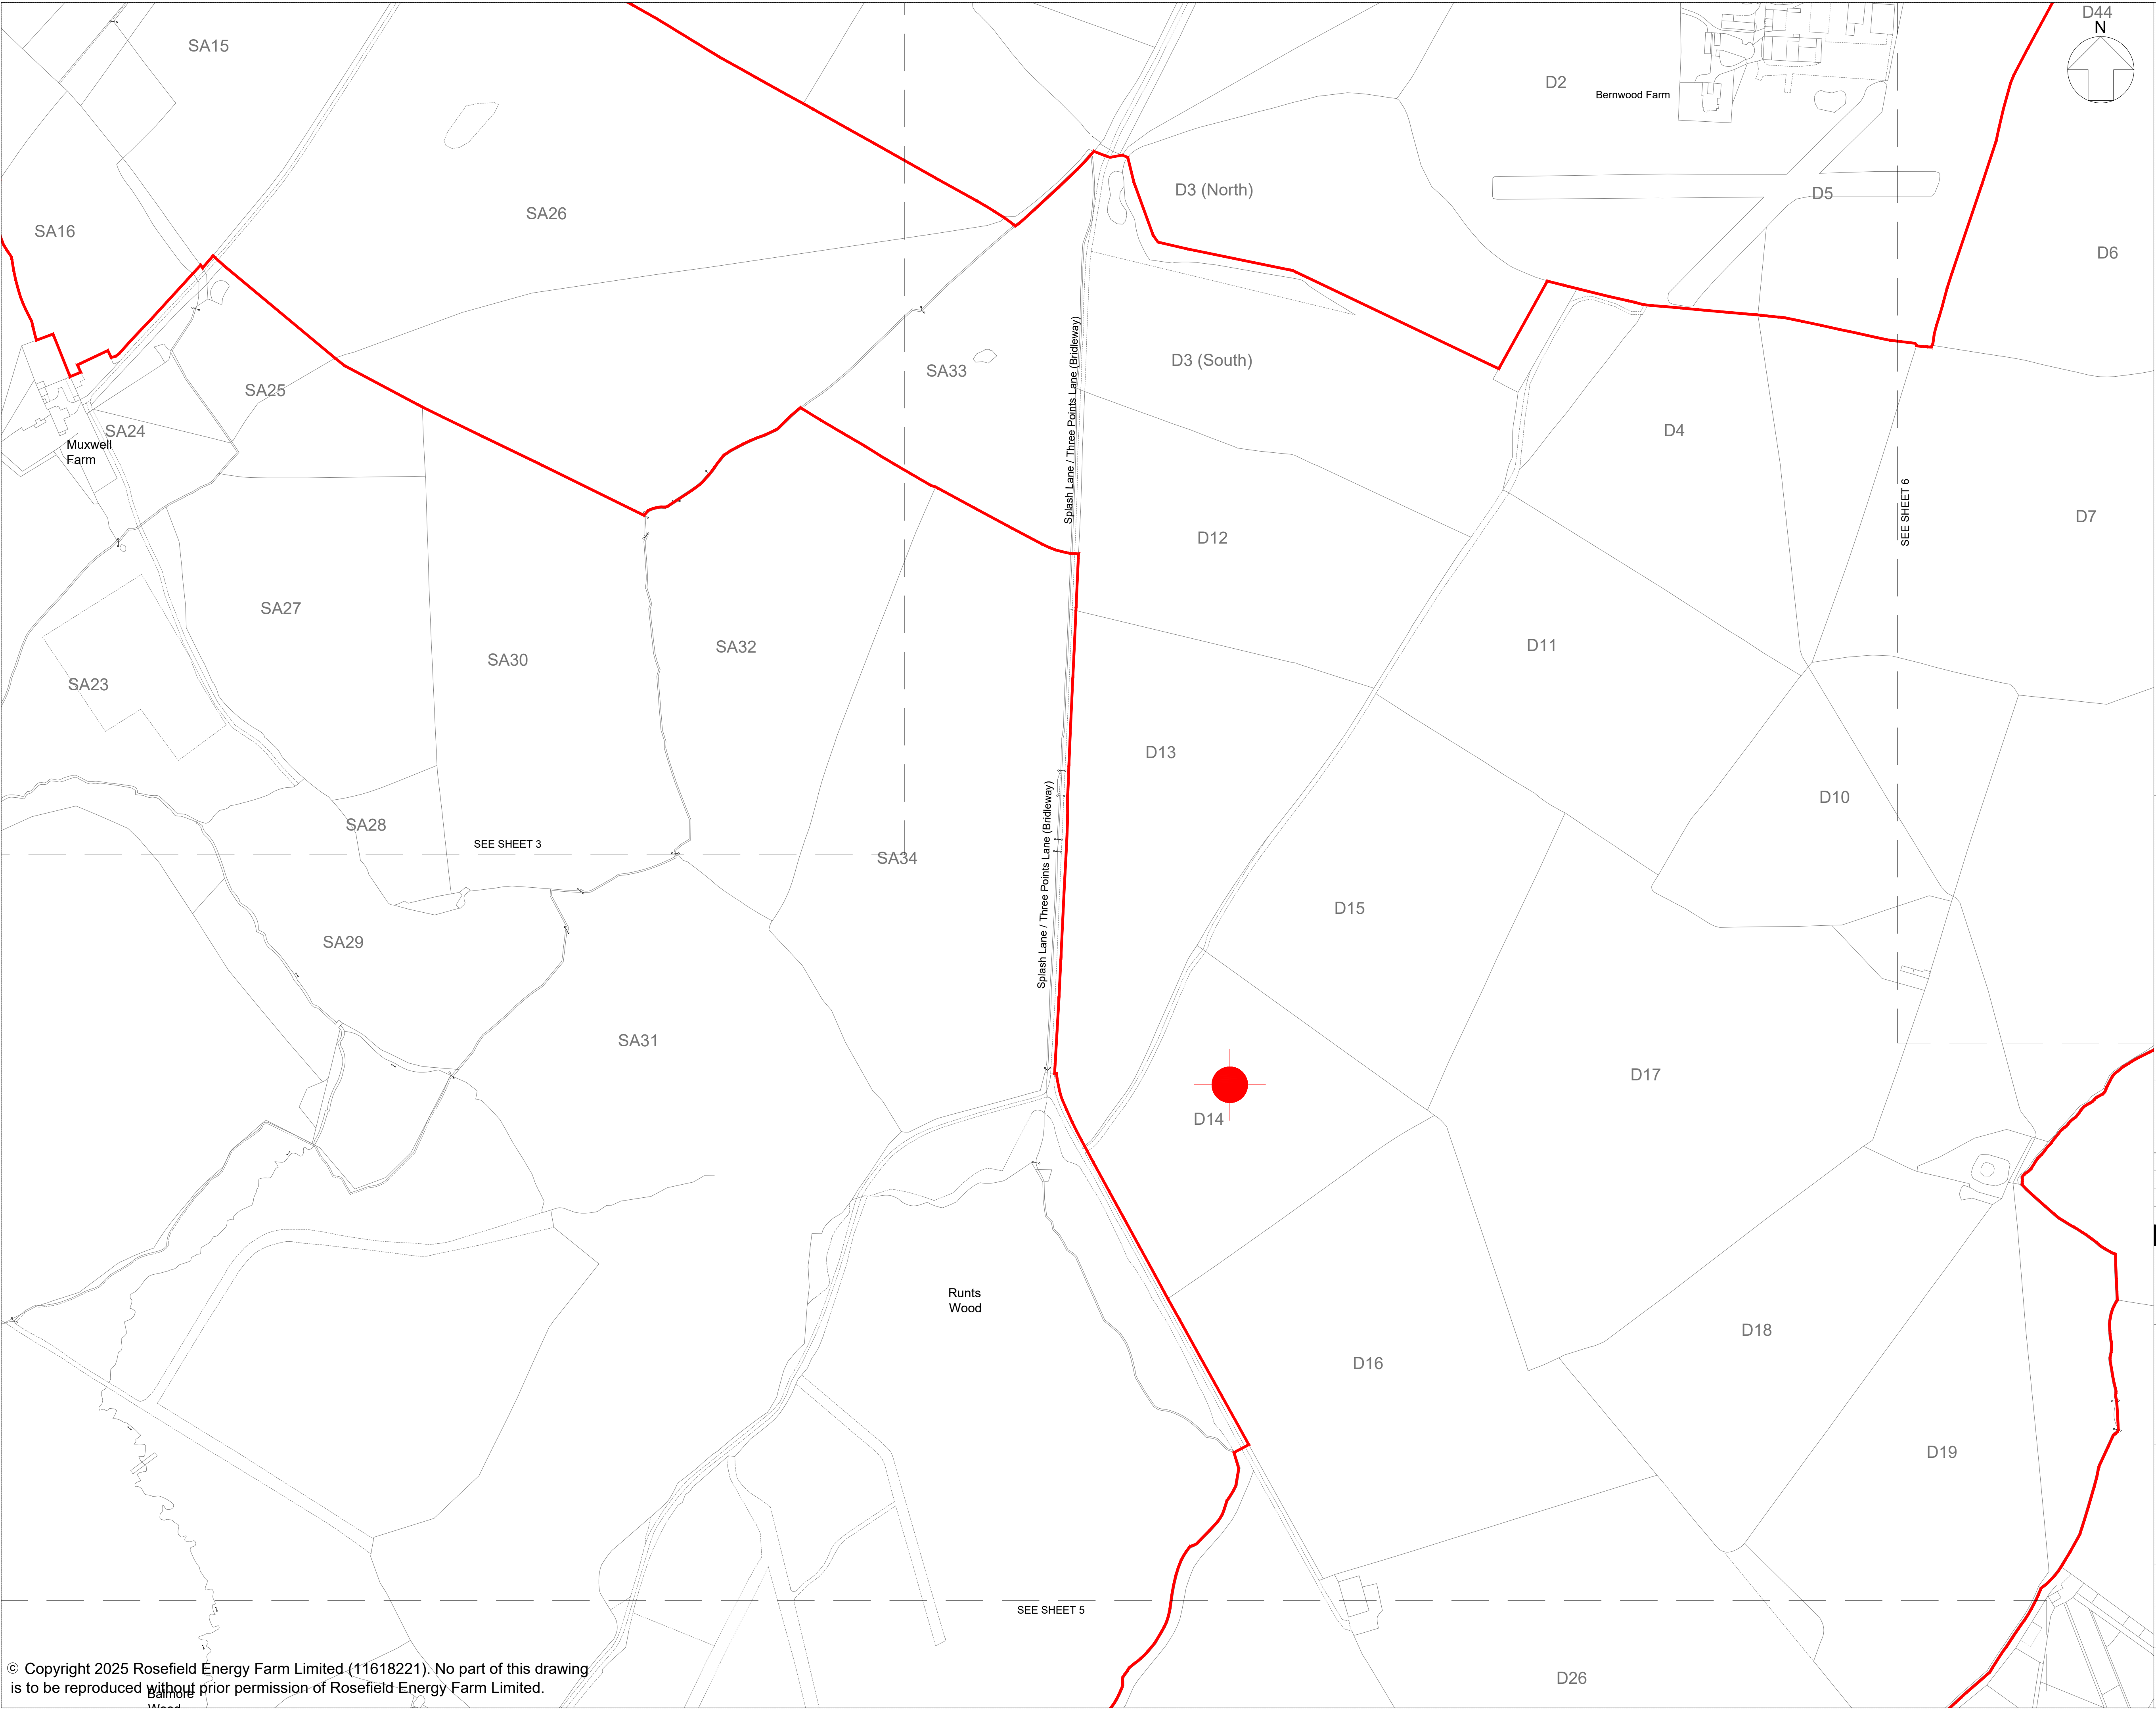 D44
N
SA15
D2
Bernwood Farm
D3 (North)
D5
SA26
SA16
D6
Splash Lane / Three Points Lane (Bridleway)
D3 (South)
SA33
SA25
SA24
Muxwell
Farm
D4
SEE SHEET 6
D7
D12
SA27
SA32
D11
SA30
SA23
D13
D10
SA28
SEE SHEET 3
SA34
Splash Lane / Three Points Lane (Bridleway)
D15
SA29
SA31
D17
D14
Runts
Wood
D18
D16
D19
SEE SHEET 5
D26
© Copyright 2025 Rosefield Energy Farm Limited (11618221). No part of this drawing
is to be reproduced without prior permission of Rosefield Energy Farm Limited.
Balmore
Wood